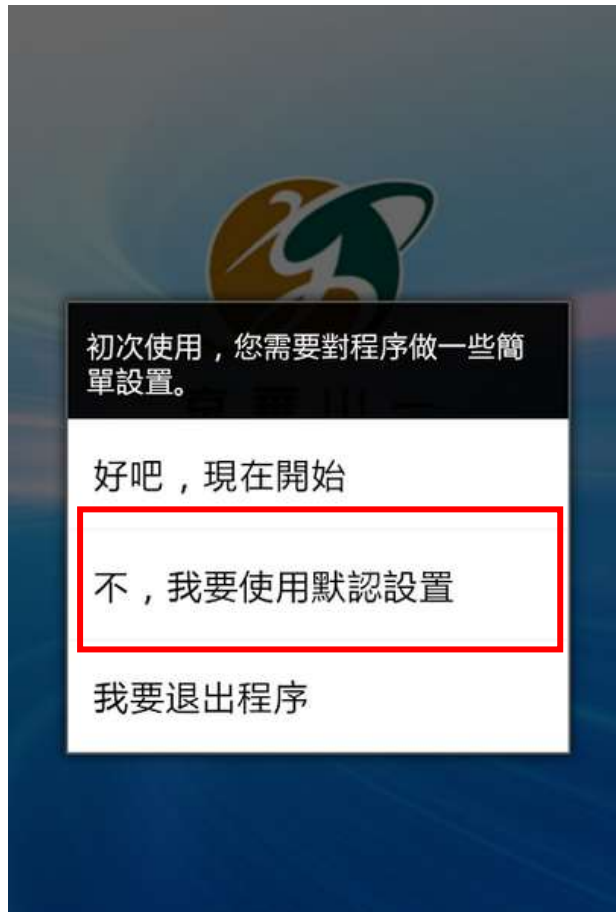 初次使用，您需要對程序做一些簡
單設置。
好吧，現在開始
不，我要使用默認設置
我要退出程序